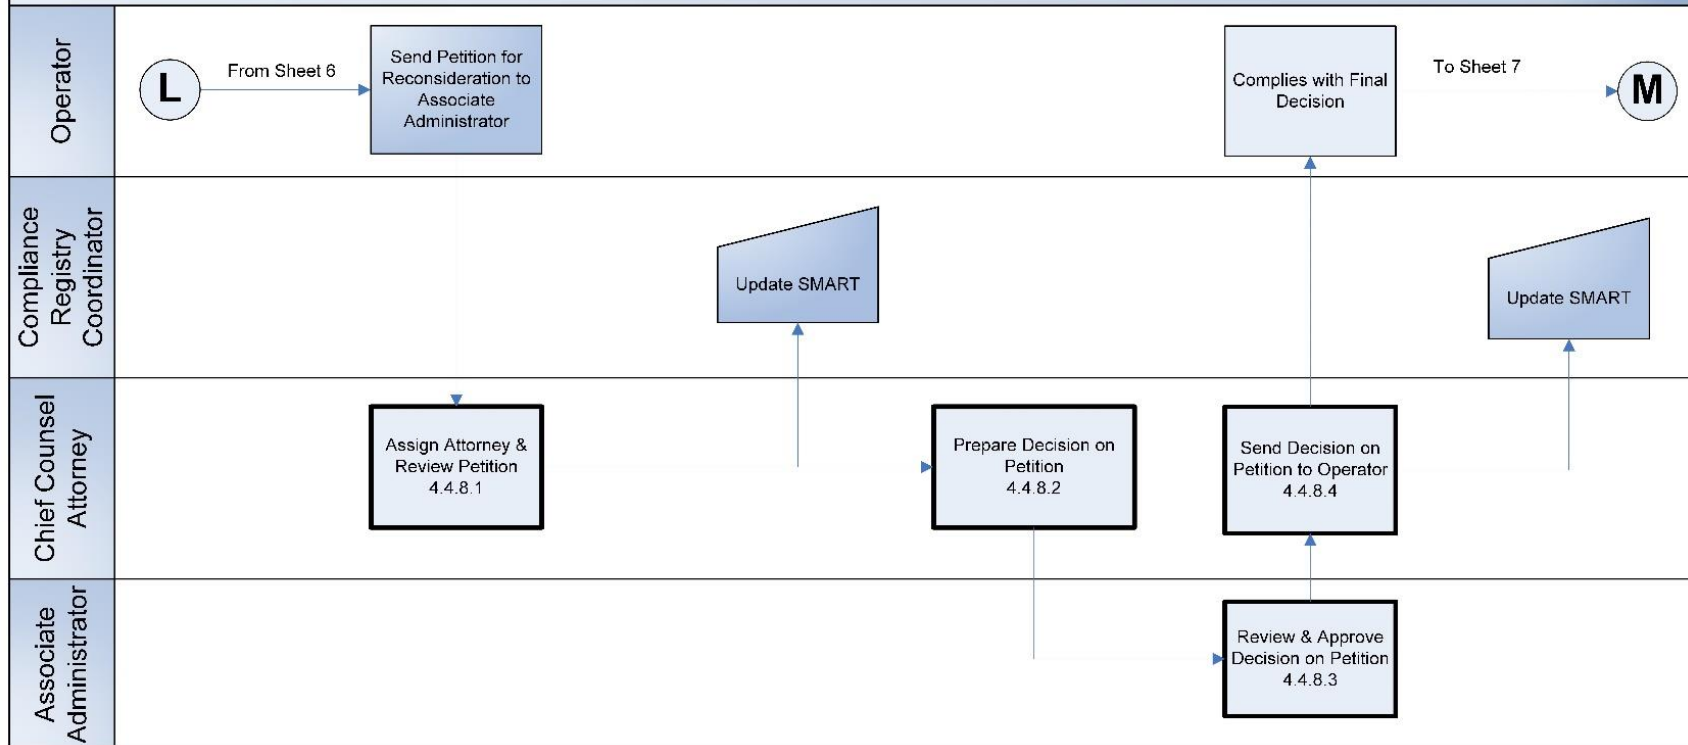 Operator
L
From Sheet 6
Send Petition for
Reconsideration to
Associate
Administrator
Complies with Final
Decision
To Sheet 7
M
Compliance
Registry
Coordinator
Update SMART
Update SMART
Chief Counsel
Attorney
Assign Attorney &
Review Petition
4.4.8.1
Prepare Decision on
Petition
4.4.8.2
Send Decision on
Petition to Operator
4.4.8.4
Associate
Administrator
Review & Approve
Decision on Petition
4.4.8.3